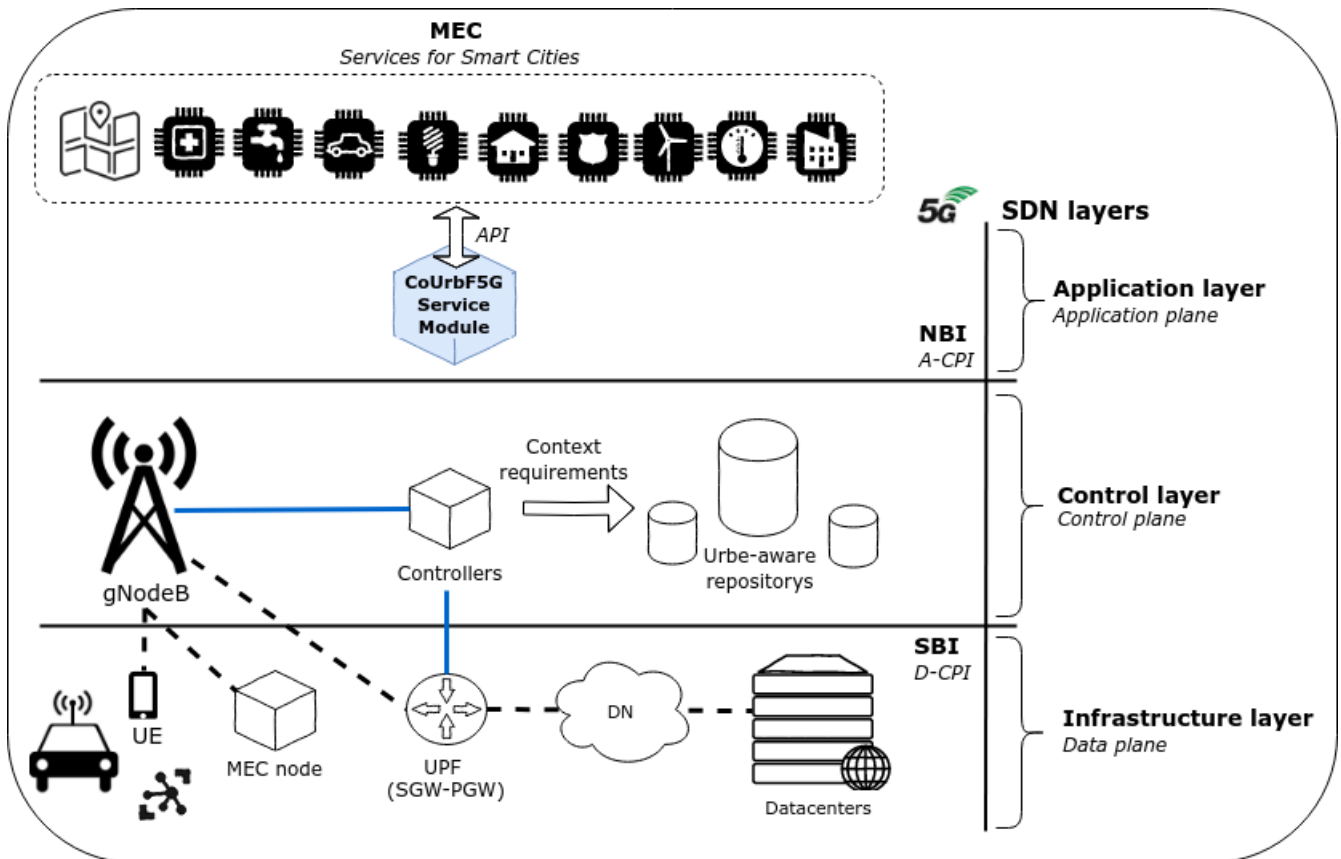 MEC
Services for Smart Cities
5G
SDN layers
API
CoUrbF5G
Service
Module
Application layer
Application plane
NBI
A-CPI
Context
requirements
Control layer
Control plane
Urbe-aware
repositorys
Controllers
gNodeB
SBI
D-CPI
DN
Infrastructure layer
Data plane
UE
MEC node
UPF
(SGW-PGW)
Datacenters